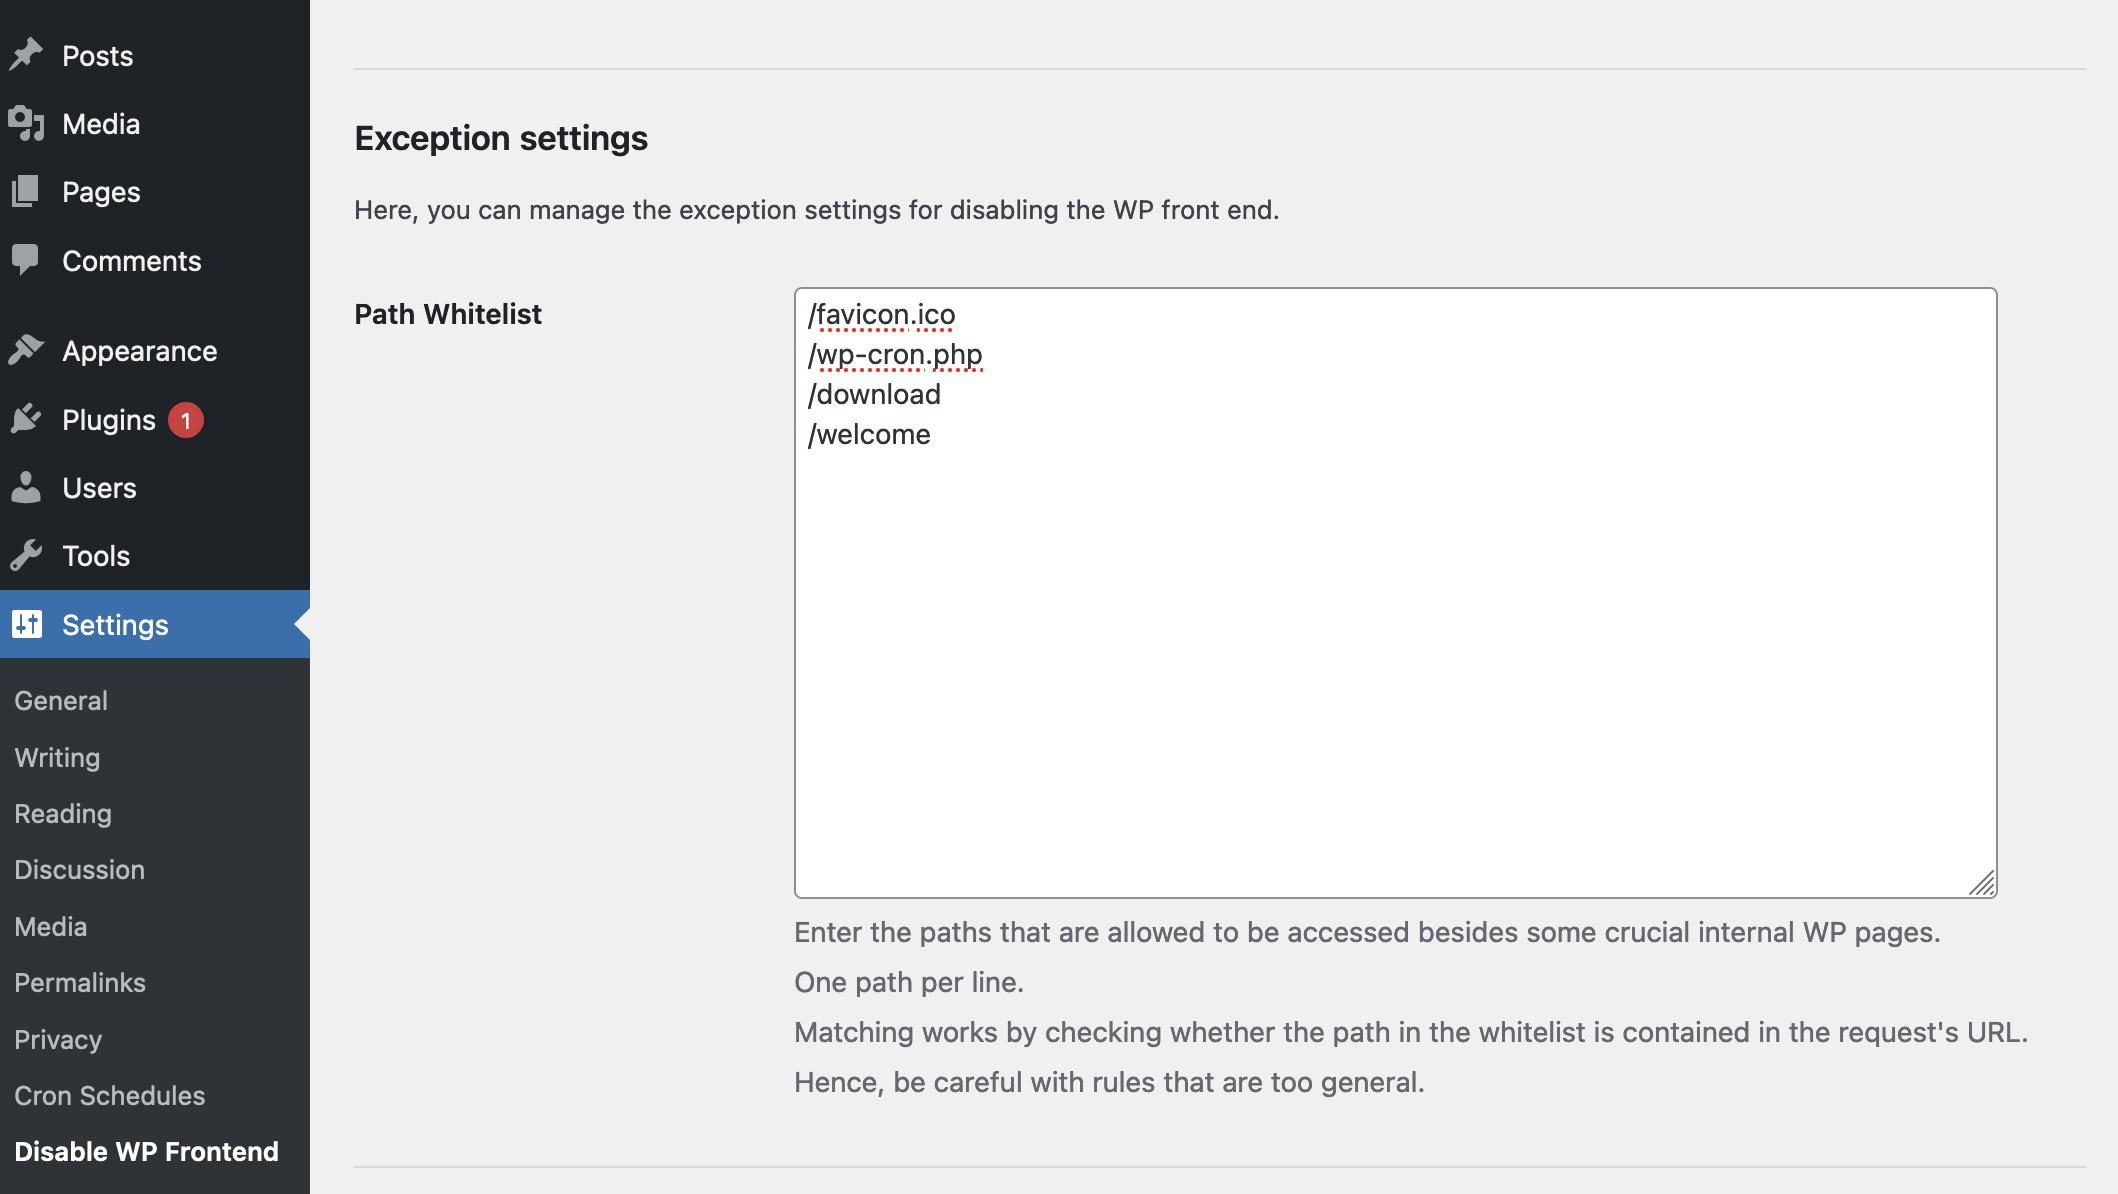 Posts
Media
Pages
Comments
Appearance
Plugins 1
Users
Tools
Settings
General
Writing
Reading
Discussion
Media
Permalinks
Privacy
Cron Schedules
Disable WP Frontend
Exception settings
Here, you can manage the exception settings for disabling the WP front end.
Path Whitelist
/favicon.ico
/wp-cron.php
/download
/welcome
Enter the paths that are allowed to be accessed besides some crucial internal WP pages.
One path per line.
Matching works by checking whether the path in the whitelist is contained in the request's URL.
Hence, be careful with rules that are too general.